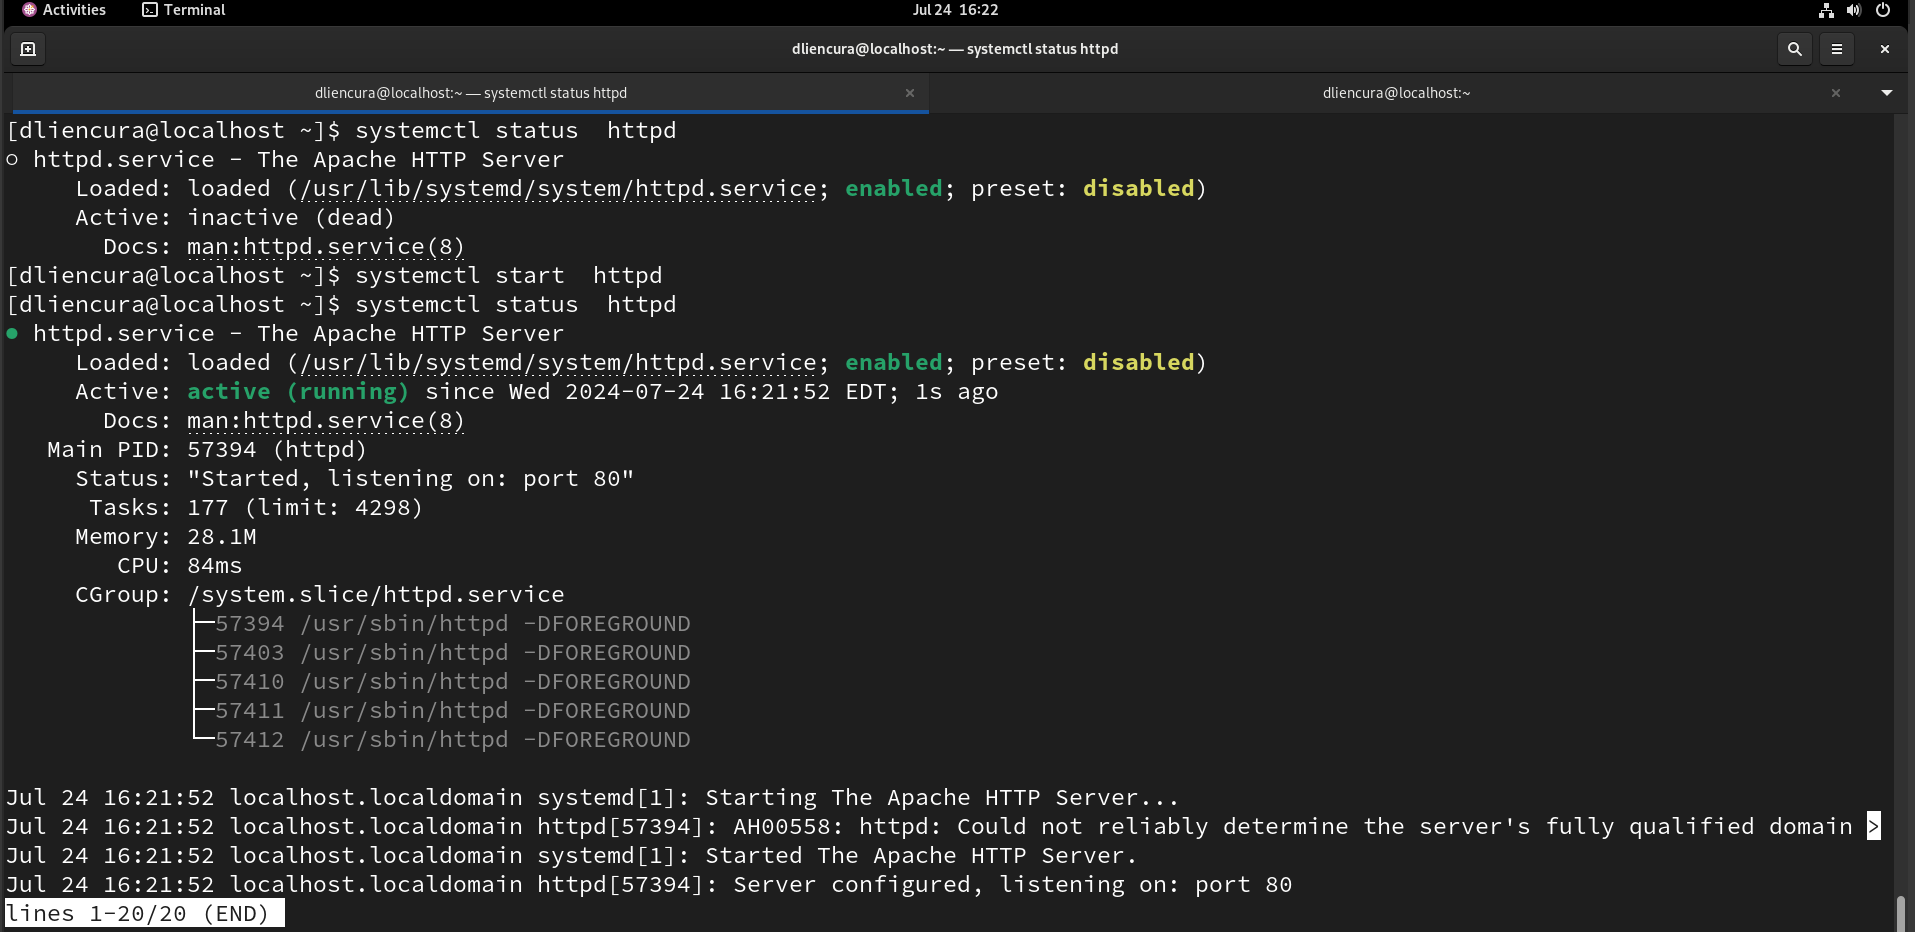 Activities Terminal Jul 24 16:22
dliencura@localhost:~ — systemctl status httpd
dliencura@localhost:~ — systemctl status httpd × dliencura@localhost:~ ×
[dliencura@localhost ~]$ systemctl status  httpd
○ httpd.service - The Apache HTTP Server
     Loaded: loaded (/usr/lib/systemd/system/httpd.service; enabled; preset: disabled)
     Active: inactive (dead)
       Docs: man:httpd.service(8)
[dliencura@localhost ~]$ systemctl start  httpd
[dliencura@localhost ~]$ systemctl status  httpd
● httpd.service - The Apache HTTP Server
     Loaded: loaded (/usr/lib/systemd/system/httpd.service; enabled; preset: disabled)
     Active: active (running) since Wed 2024-07-24 16:21:52 EDT; 1s ago
       Docs: man:httpd.service(8)
   Main PID: 57394 (httpd)
     Status: "Started, listening on: port 80"
      Tasks: 177 (limit: 4298)
     Memory: 28.1M
        CPU: 84ms
     CGroup: /system.slice/httpd.service
             ├─57394 /usr/sbin/httpd -DFOREGROUND
             ├─57403 /usr/sbin/httpd -DFOREGROUND
             ├─57410 /usr/sbin/httpd -DFOREGROUND
             ├─57411 /usr/sbin/httpd -DFOREGROUND
             └─57412 /usr/sbin/httpd -DFOREGROUND
Jul 24 16:21:52 localhost.localdomain systemd[1]: Starting The Apache HTTP Server...
Jul 24 16:21:52 localhost.localdomain httpd[57394]: AH00558: httpd: Could not reliably determine the server's fully qualified domain >
Jul 24 16:21:52 localhost.localdomain systemd[1]: Started The Apache HTTP Server.
Jul 24 16:21:52 localhost.localdomain httpd[57394]: Server configured, listening on: port 80
lines 1-20/20 (END)